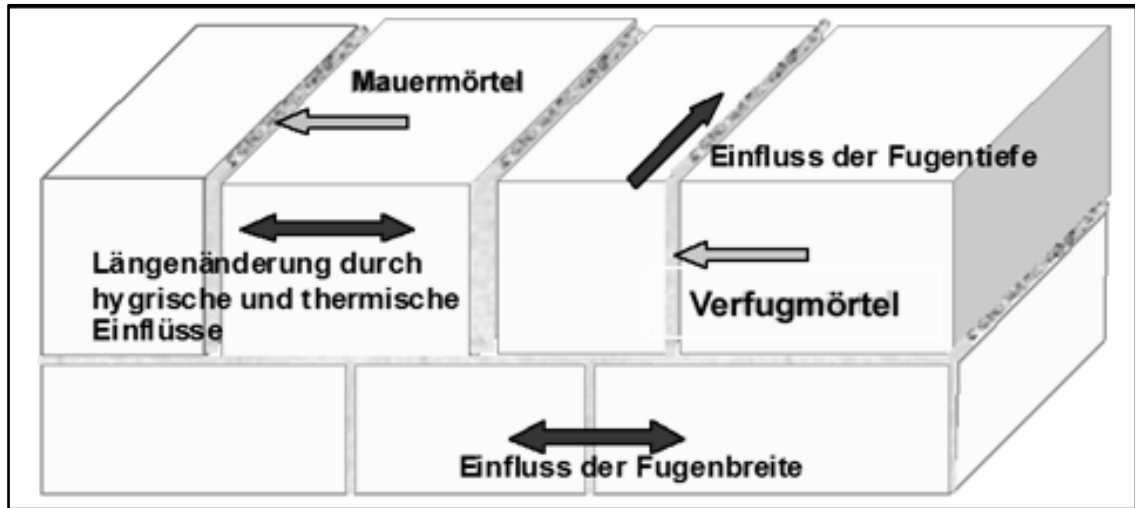 Mauermörtel
Einfluss der Fugentiefe
Längenänderung durch
hygrische und thermische
Einflüsse
Verfugmörtel
Einfluss der Fugenbreite